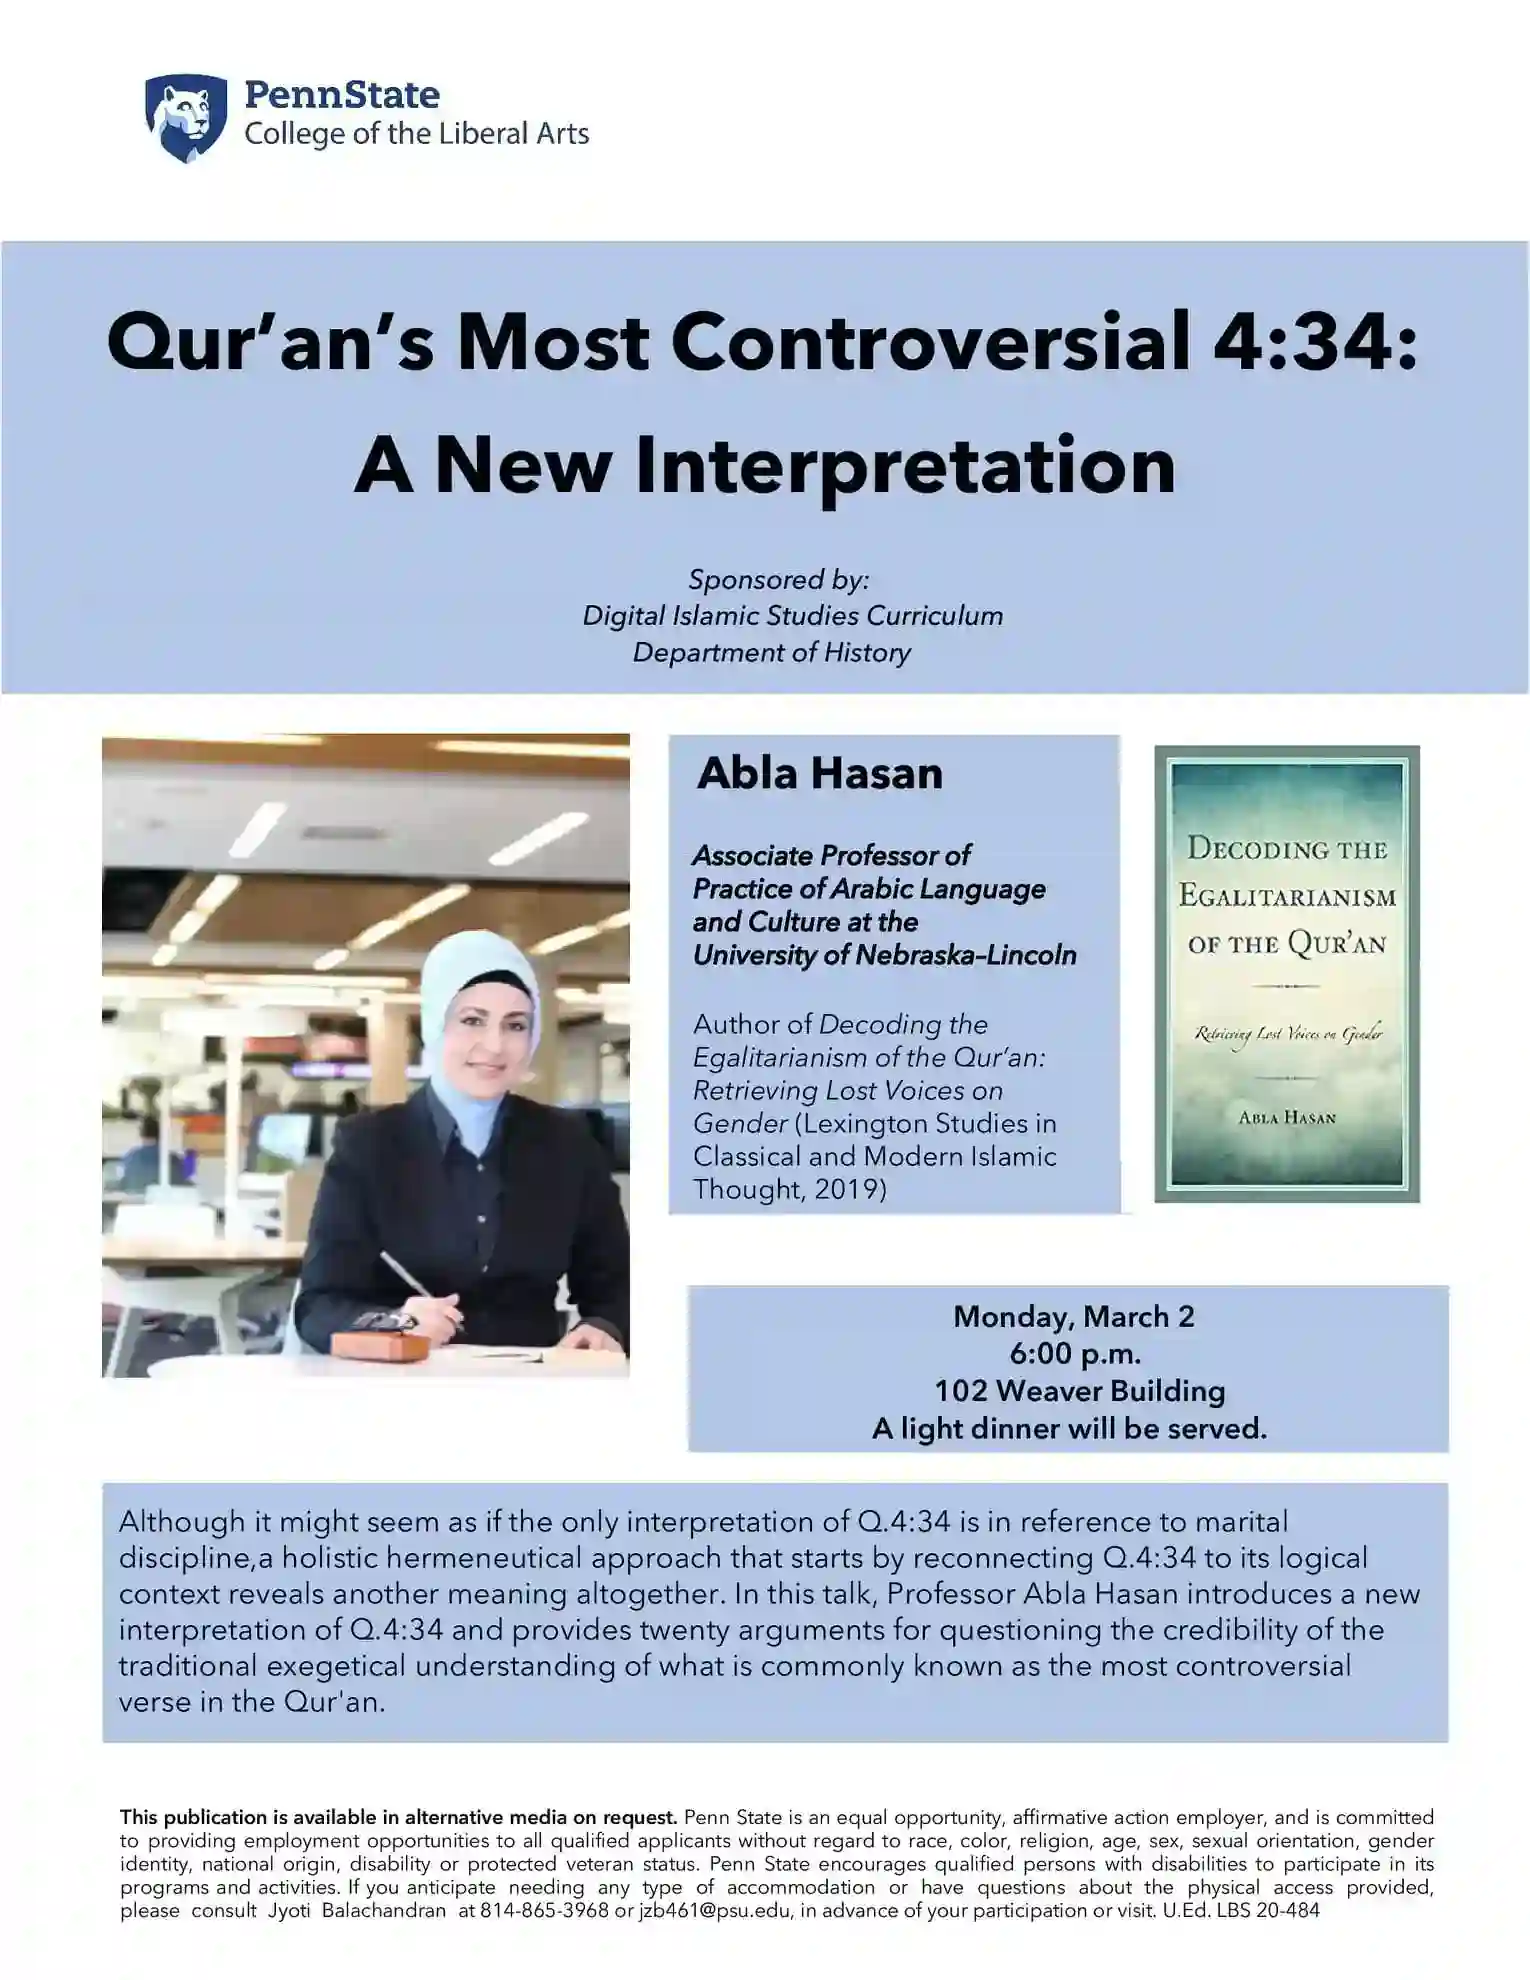 PennState
College of the Liberal Arts
Qur’an’s Most Controversial 4:34:
A New Interpretation
Sponsored by:
Digital Islamic Studies Curriculum
Department of History
Abla Hasan
Associate Professor of
Practice of Arabic Language
and Culture at the
University of Nebraska–Lincoln
Author of Decoding the
Egalitarianism of the Qur’an:
Retrieving Lost Voices on
Gender (Lexington Studies in
Classical and Modern Islamic
Thought, 2019)
DECODING THE
EGALITARIANISM
OF THE QUR’AN
Retrieving Lost Voices on Gender
ABLA HASAN
Monday, March 2
6:00 p.m.
102 Weaver Building
A light dinner will be served.
Although it might seem as if the only interpretation of Q.4:34 is in reference to marital
discipline,a holistic hermeneutical approach that starts by reconnecting Q.4:34 to its logical
context reveals another meaning altogether. In this talk, Professor Abla Hasan introduces a new
interpretation of Q.4:34 and provides twenty arguments for questioning the credibility of the
traditional exegetical understanding of what is commonly known as the most controversial
verse in the Qur'an.
This publication is available in alternative media on request. Penn State is an equal opportunity, affirmative action employer, and is committed
to providing employment opportunities to all qualified applicants without regard to race, color, religion, age, sex, sexual orientation, gender
identity, national origin, disability or protected veteran status. Penn State encourages qualified persons with disabilities to participate in its
programs and activities. If you anticipate needing any type of accommodation or have questions about the physical access provided,
please consult Jyoti Balachandran at 814-865-3968 or jzb461@psu.edu, in advance of your participation or visit. U.Ed. LBS 20-484